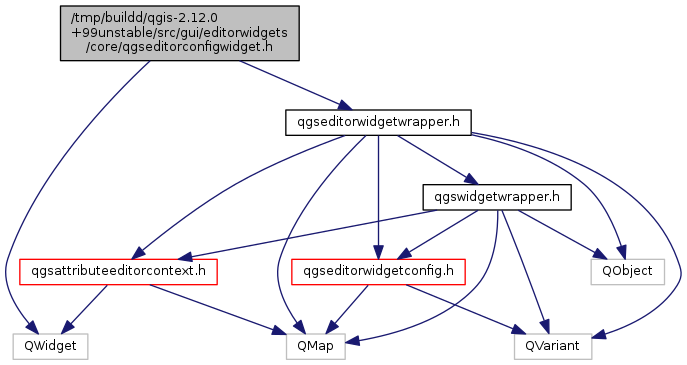 /tmp/buildd/qgis-2.12.0
+99unstable/src/gui/editorwidgets
/core/qgseditorconfigwidget.h
qgseditorwidgetwrapper.h
qgswidgetwrapper.h
qgsattributeeditorcontext.h
qgseditorwidgetconfig.h
QObject
QWidget
QMap
QVariant